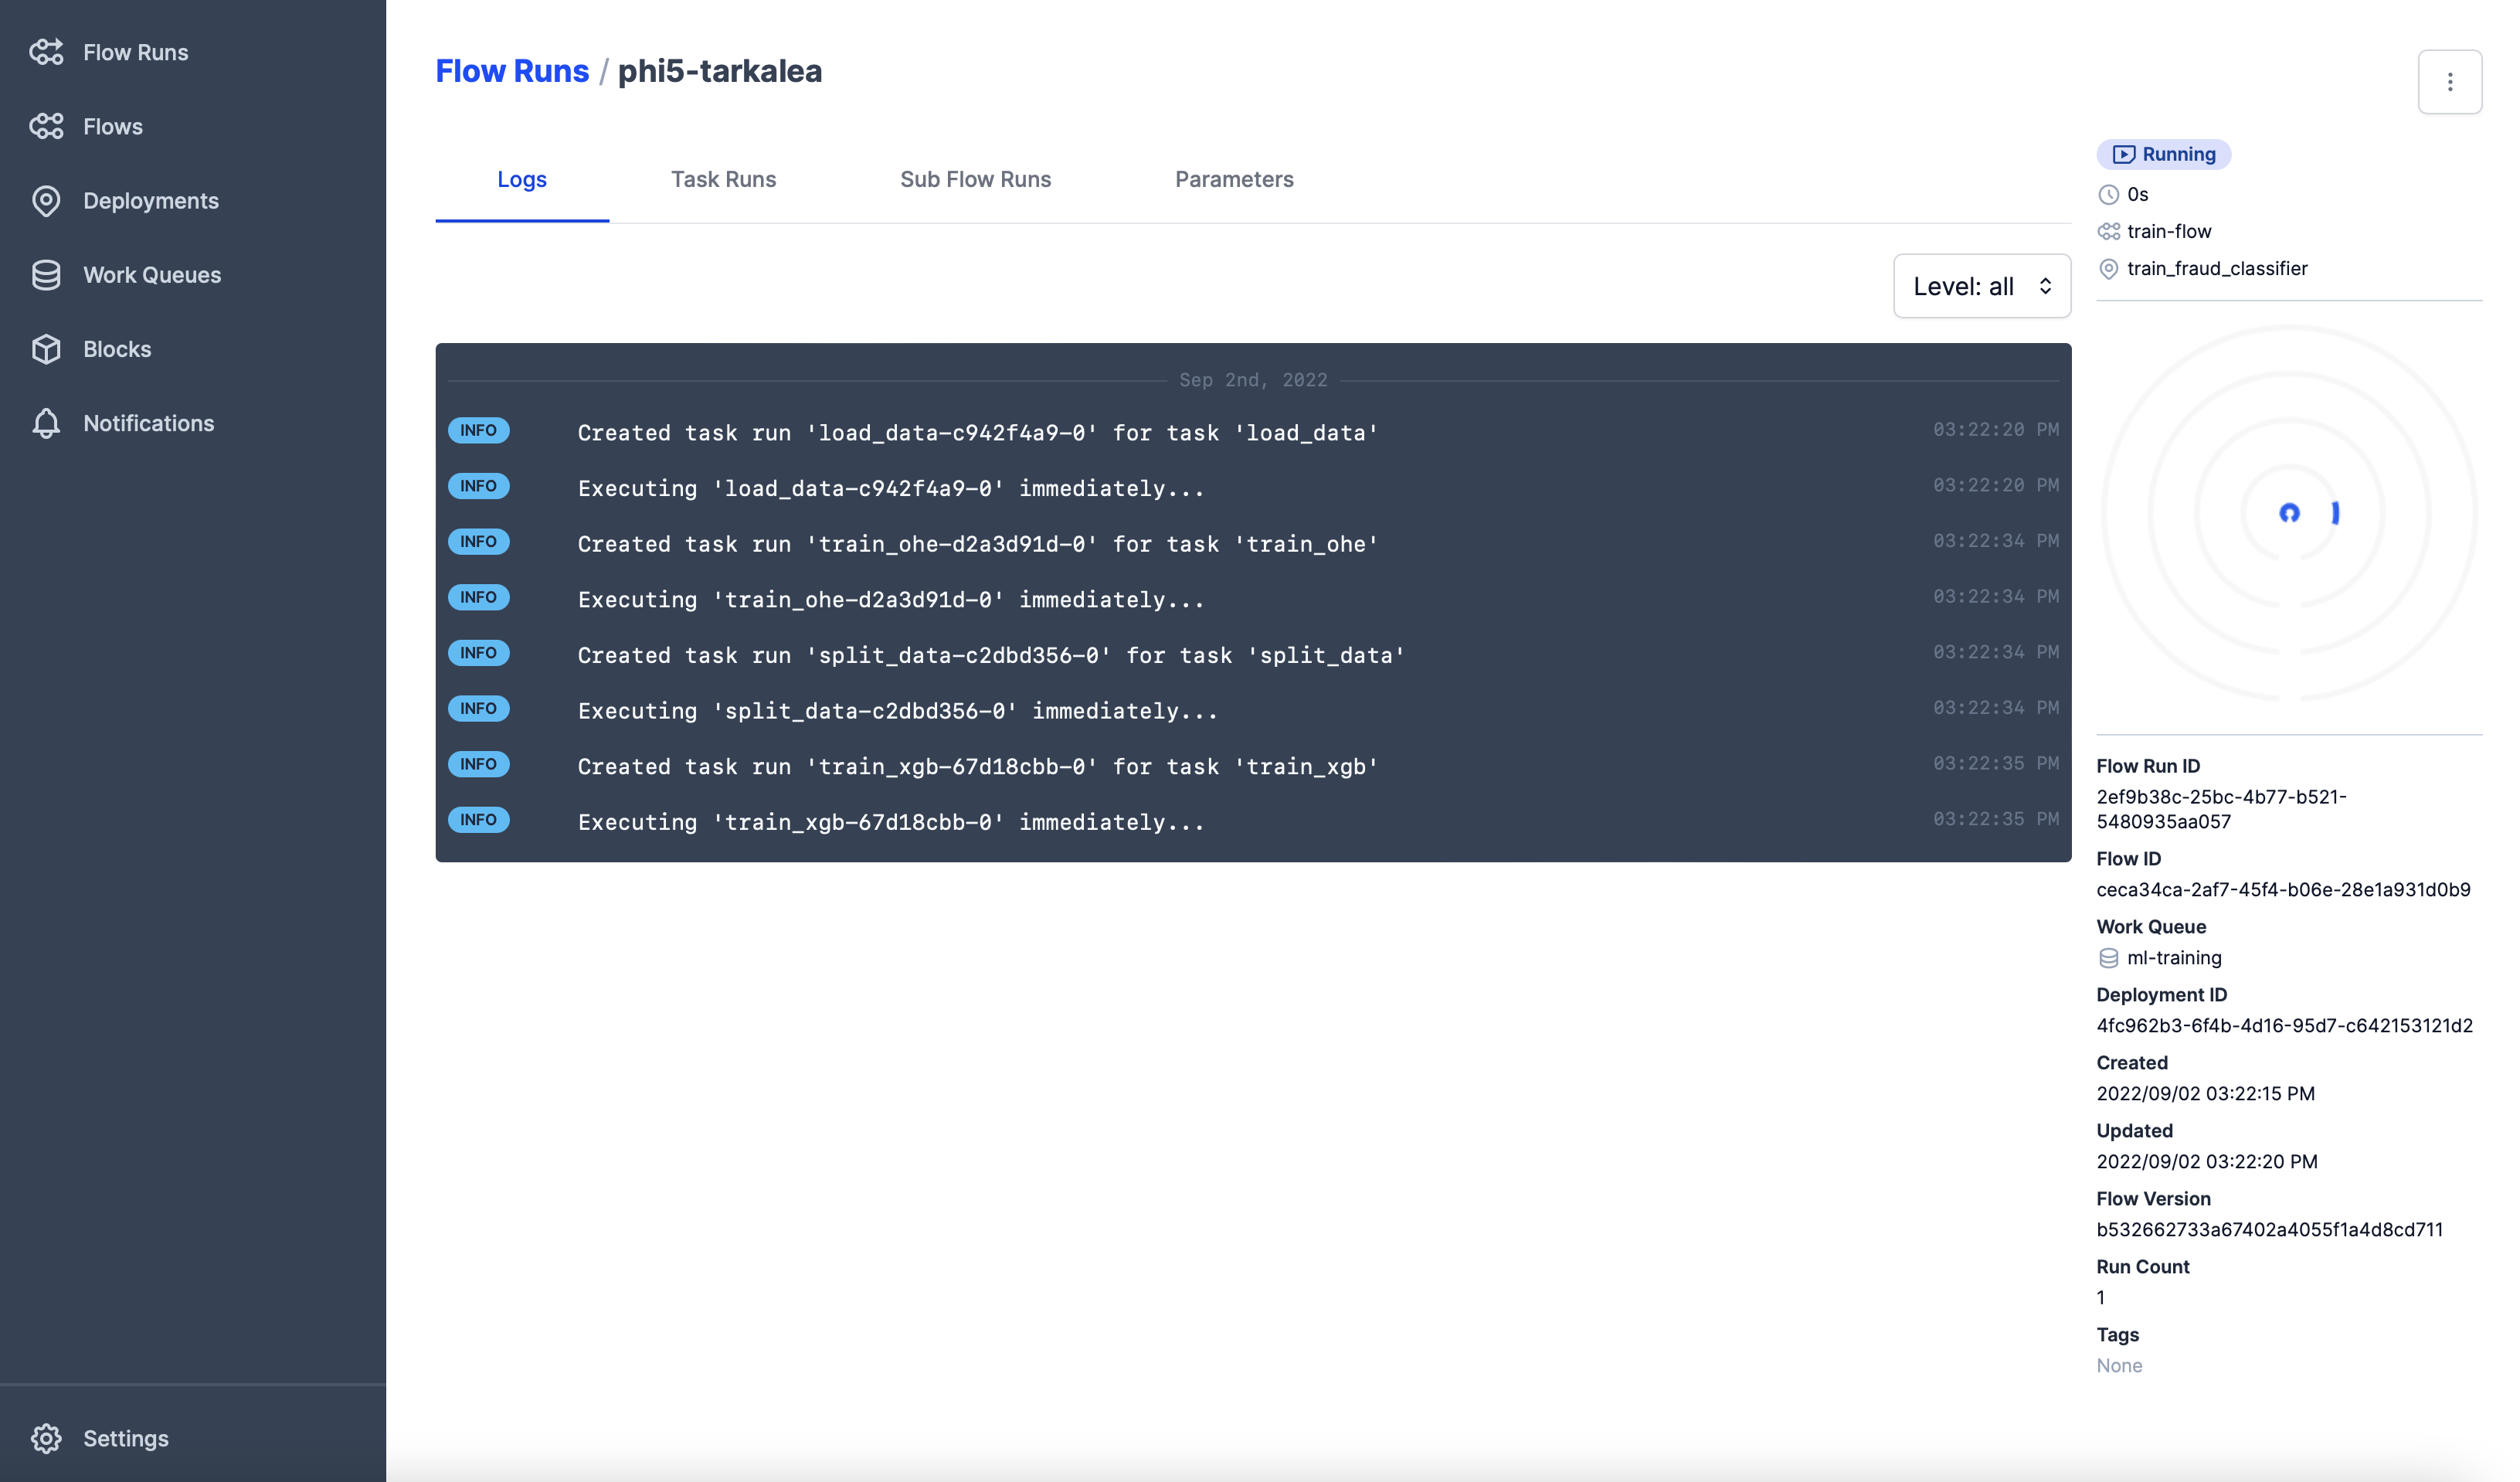 Flow Runs
Flows
Deployments
Work Queues
Blocks
Notifications
Settings
Flow Runs / phi5-tarkalea
Logs
Task Runs
Sub Flow Runs
Parameters
Level: all
Sep 2nd, 2022
INFO Created task run 'load_data-c942f4a9-0' for task 'load_data' 03:22:20 PM
INFO Executing 'load_data-c942f4a9-0' immediately... 03:22:20 PM
INFO Created task run 'train_ohe-d2a3d91d-0' for task 'train_ohe' 03:22:34 PM
INFO Executing 'train_ohe-d2a3d91d-0' immediately... 03:22:34 PM
INFO Created task run 'split_data-c2dbd356-0' for task 'split_data' 03:22:34 PM
INFO Executing 'split_data-c2dbd356-0' immediately... 03:22:34 PM
INFO Created task run 'train_xgb-67d18cbb-0' for task 'train_xgb' 03:22:35 PM
INFO Executing 'train_xgb-67d18cbb-0' immediately... 03:22:35 PM
Running
0s
train-flow
train_fraud_classifier
Flow Run ID
2ef9b38c-25bc-4b77-b521-
5480935aa057
Flow ID
ceca34ca-2af7-45f4-b06e-28e1a931d0b9
Work Queue
ml-training
Deployment ID
4fc962b3-6f4b-4d16-95d7-c642153121d2
Created
2022/09/02 03:22:15 PM
Updated
2022/09/02 03:22:20 PM
Flow Version
b532662733a67402a4055f1a4d8cd711
Run Count
1
Tags
None